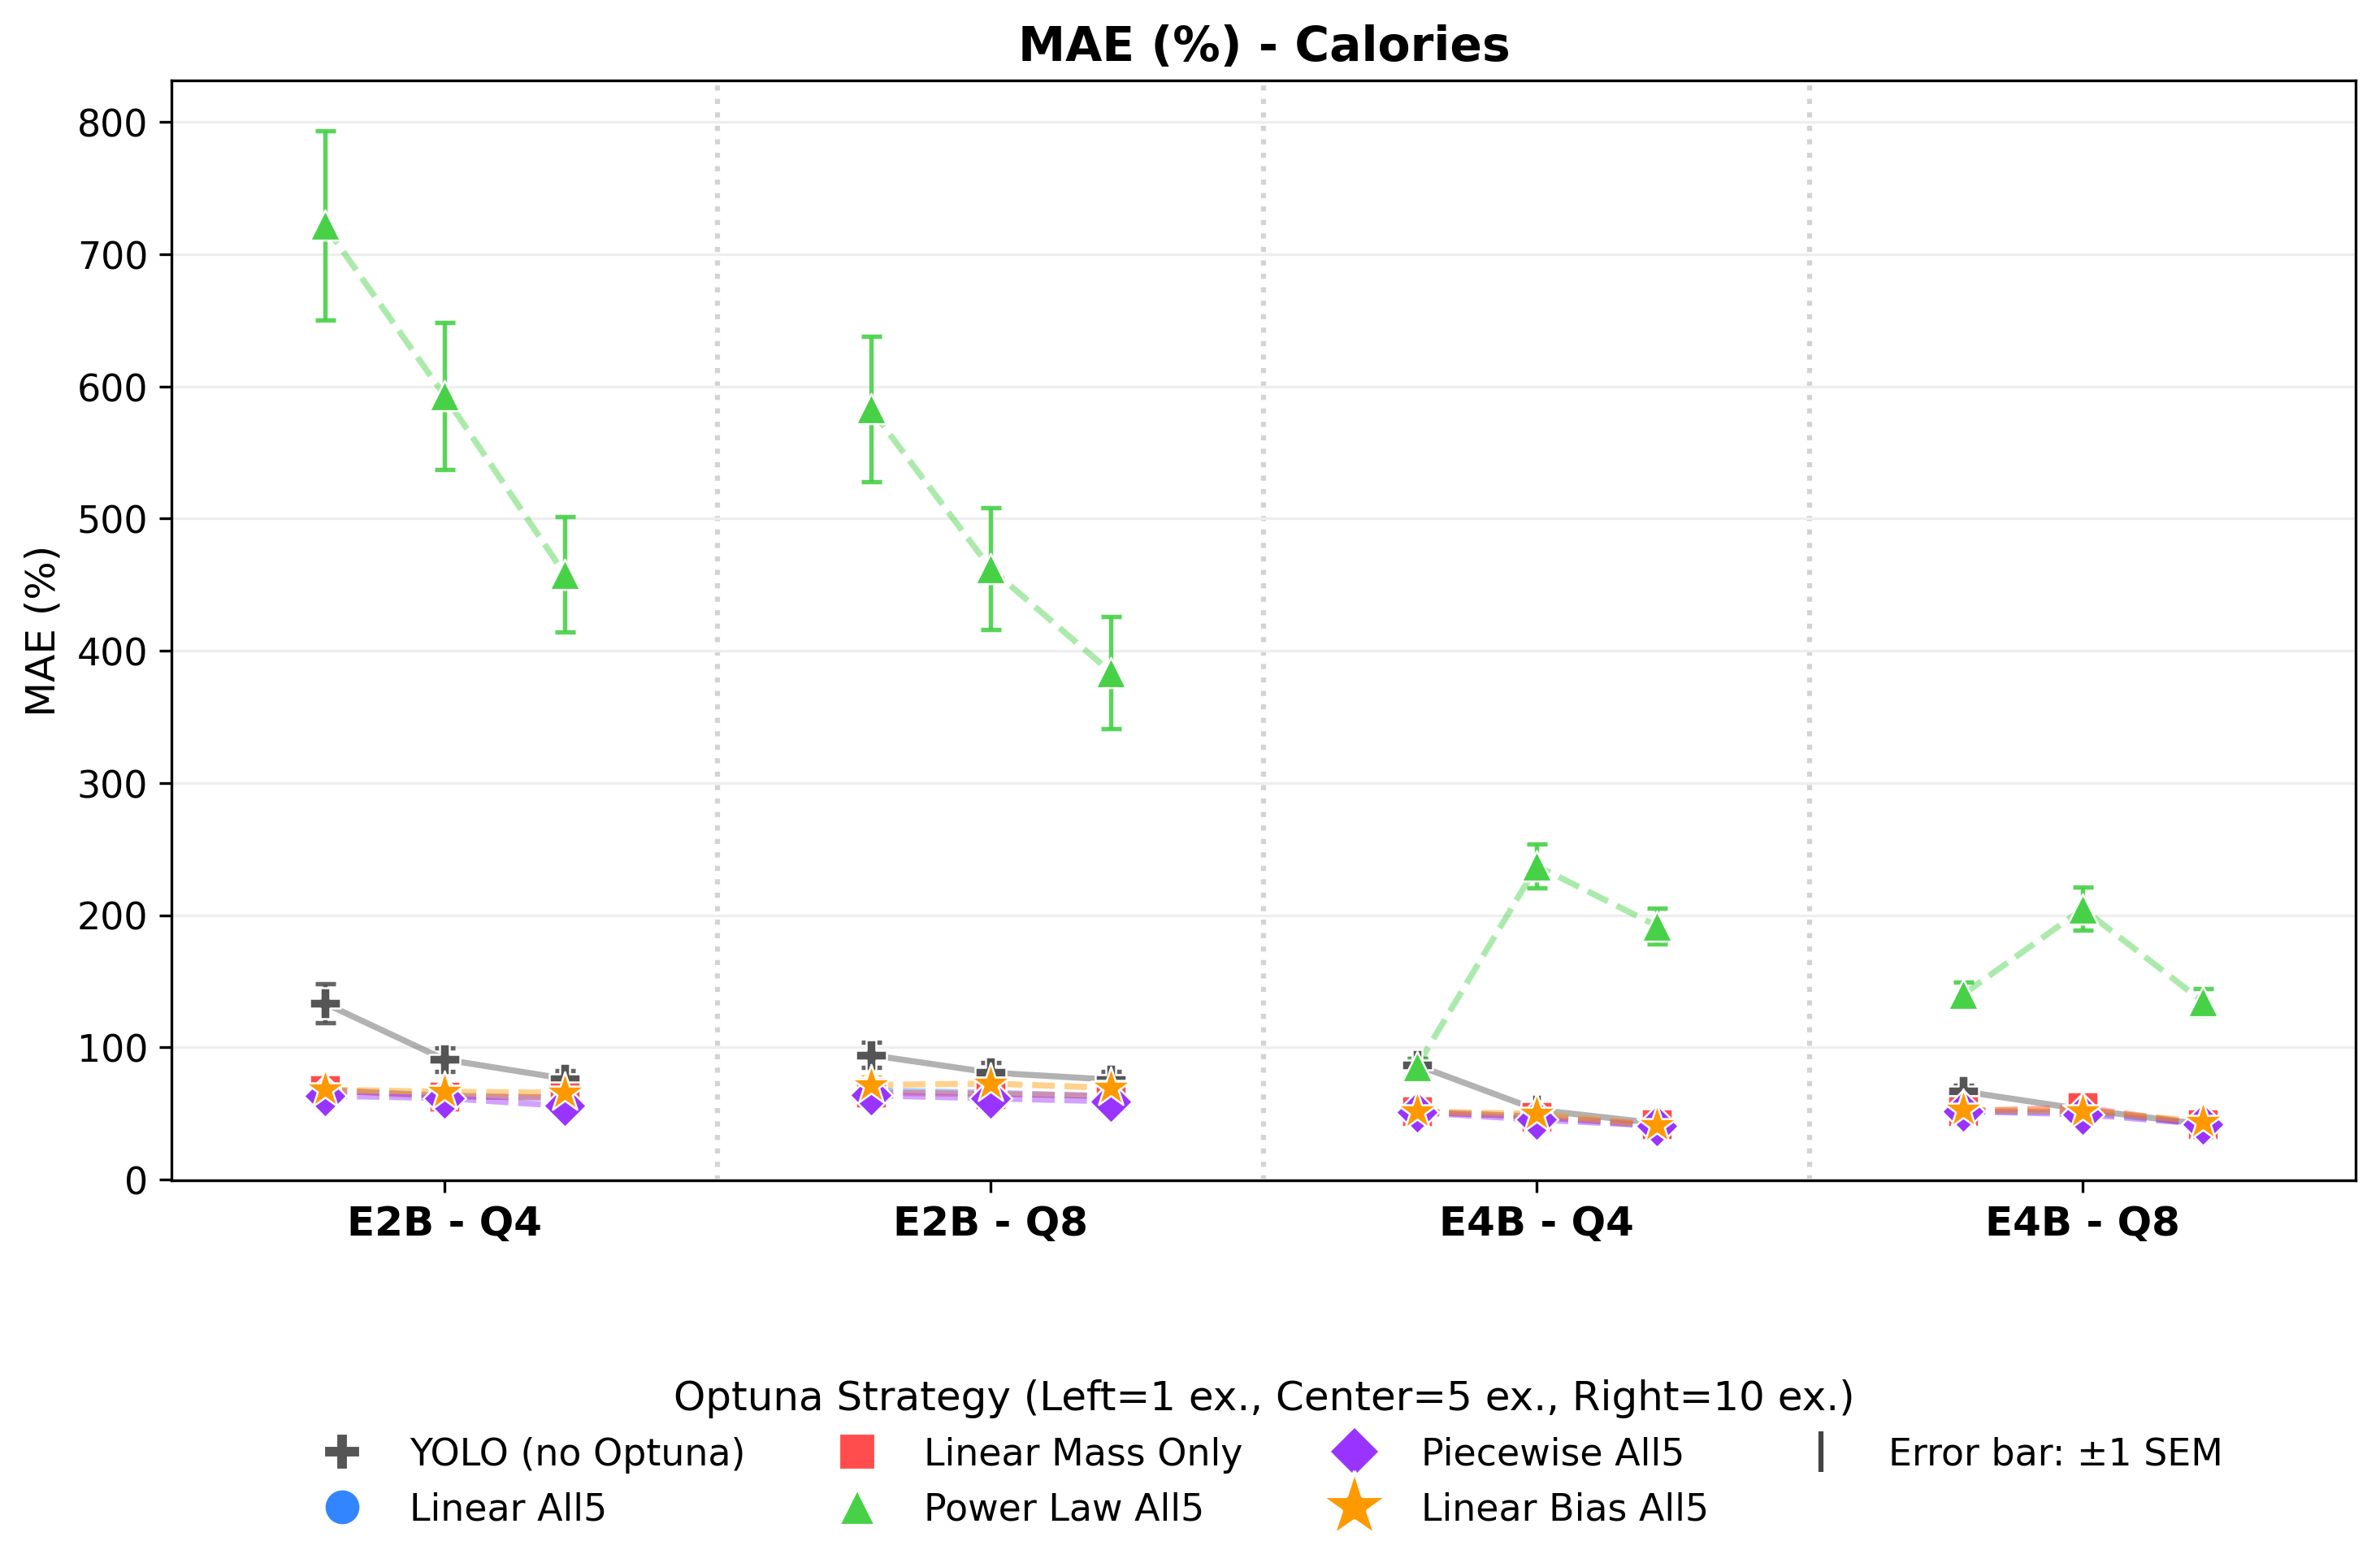 MAE (%) - Calories
MAE (%)
800
700
600
500
400
300
200
100
0
E2B - Q4
E2B - Q8
E4B - Q4
E4B - Q8
Optuna Strategy (Left=1 ex., Center=5 ex., Right=10 ex.)
YOLO (no Optuna)
Linear All5
Linear Mass Only
Power Law All5
Piecewise All5
Linear Bias All5
Error bar: ±1 SEM